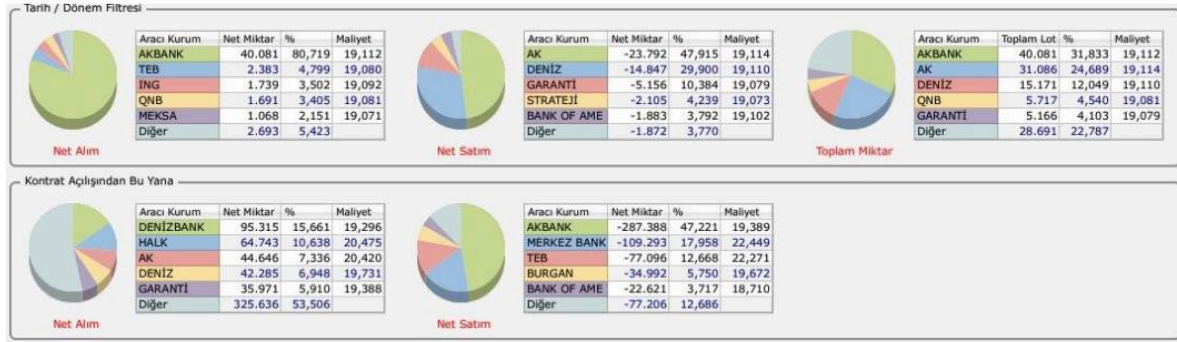 Tarih / Dönem Filtresi
Aracı Kurum Net Miktar % Maliyet
AKBANK 40.081 80,719 19,112
TEB 2.383 4,799 19,080
ING 1.739 3,502 19,092
QNB 1.691 3,405 19,081
MEKSA 1.068 2,151 19,071
Diğer 2.693 5,423
Net Alım
Aracı Kurum Net Miktar % Maliyet
AK -23.792 47,915 19,114
DENİZ -14.847 29,900 19,110
GARANTİ -5.156 10,384 19,079
STRATEJİ -2.105 4,239 19,073
BANK OF AME -1.883 3,792 19,102
Diğer -1.872 3,770
Net Satım
Aracı Kurum Toplam Lot % Maliyet
AKBANK 40.081 31,833 19,112
AK 31.086 24,689 19,114
DENİZ 15.171 12,049 19,110
QNB 5.717 4,540 19,081
GARANTİ 5.166 4,103 19,079
Diğer 28.691 22,787
Toplam Miktar
Kontrat Açılışından Bu Yana
Aracı Kurum Net Miktar % Maliyet
DENİZBANK 95.315 15,661 19,296
HALK 64.743 10,638 20,475
AK 44.646 7,336 20,420
DENİZ 42.285 6,948 19,731
GARANTİ 35.971 5,910 19,388
Diğer 325.636 53,506
Net Alım
Aracı Kurum Net Miktar % Maliyet
AKBANK -287.388 47,221 19,389
MERKEZ BANK -109.293 17,958 22,449
TEB -77.096 12,668 22,271
BURGAN -34.992 5,750 19,672
BANK OF AME -22.621 3,717 18,710
Diğer -77.206 12,686
Net Satım